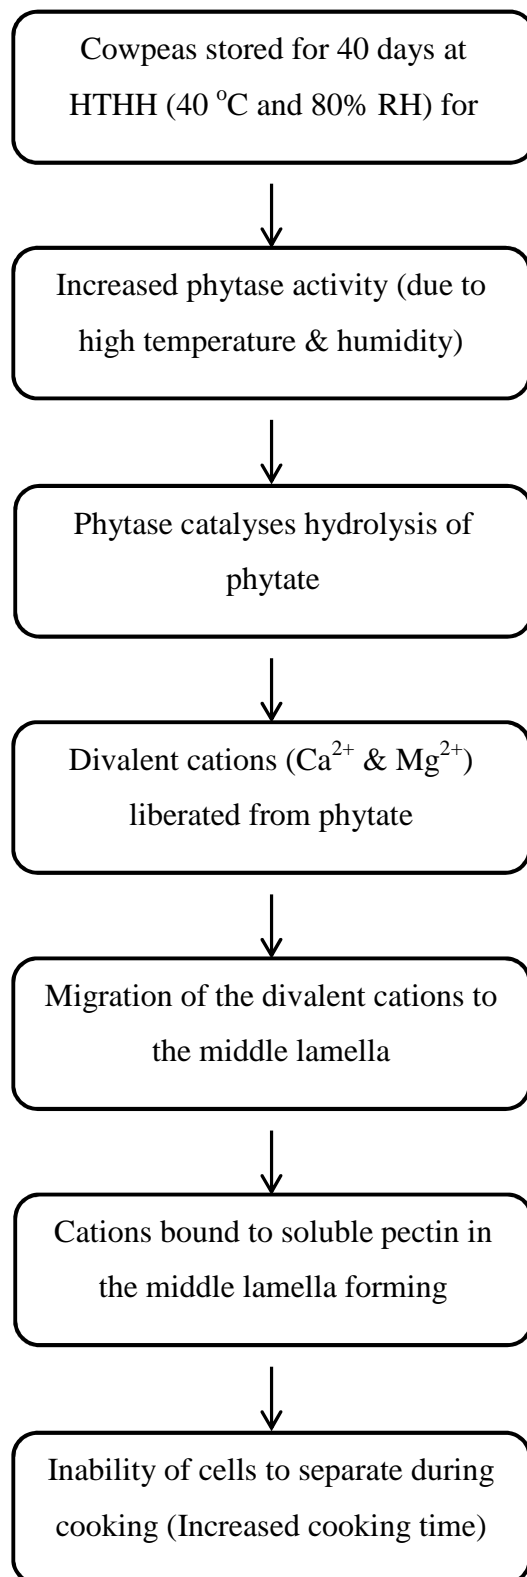 Cowpeas stored for 40 days at
HTHH (40 °C and 80% RH) for
Increased phytase activity (due to
high temperature & humidity)
Phytase catalyses hydrolysis of
phytate
Divalent cations (Ca²⁺ & Mg²⁺)
liberated from phytate
Migration of the divalent cations to
the middle lamella
Cations bound to soluble pectin in
the middle lamella forming
Inability of cells to separate during
cooking (Increased cooking time)